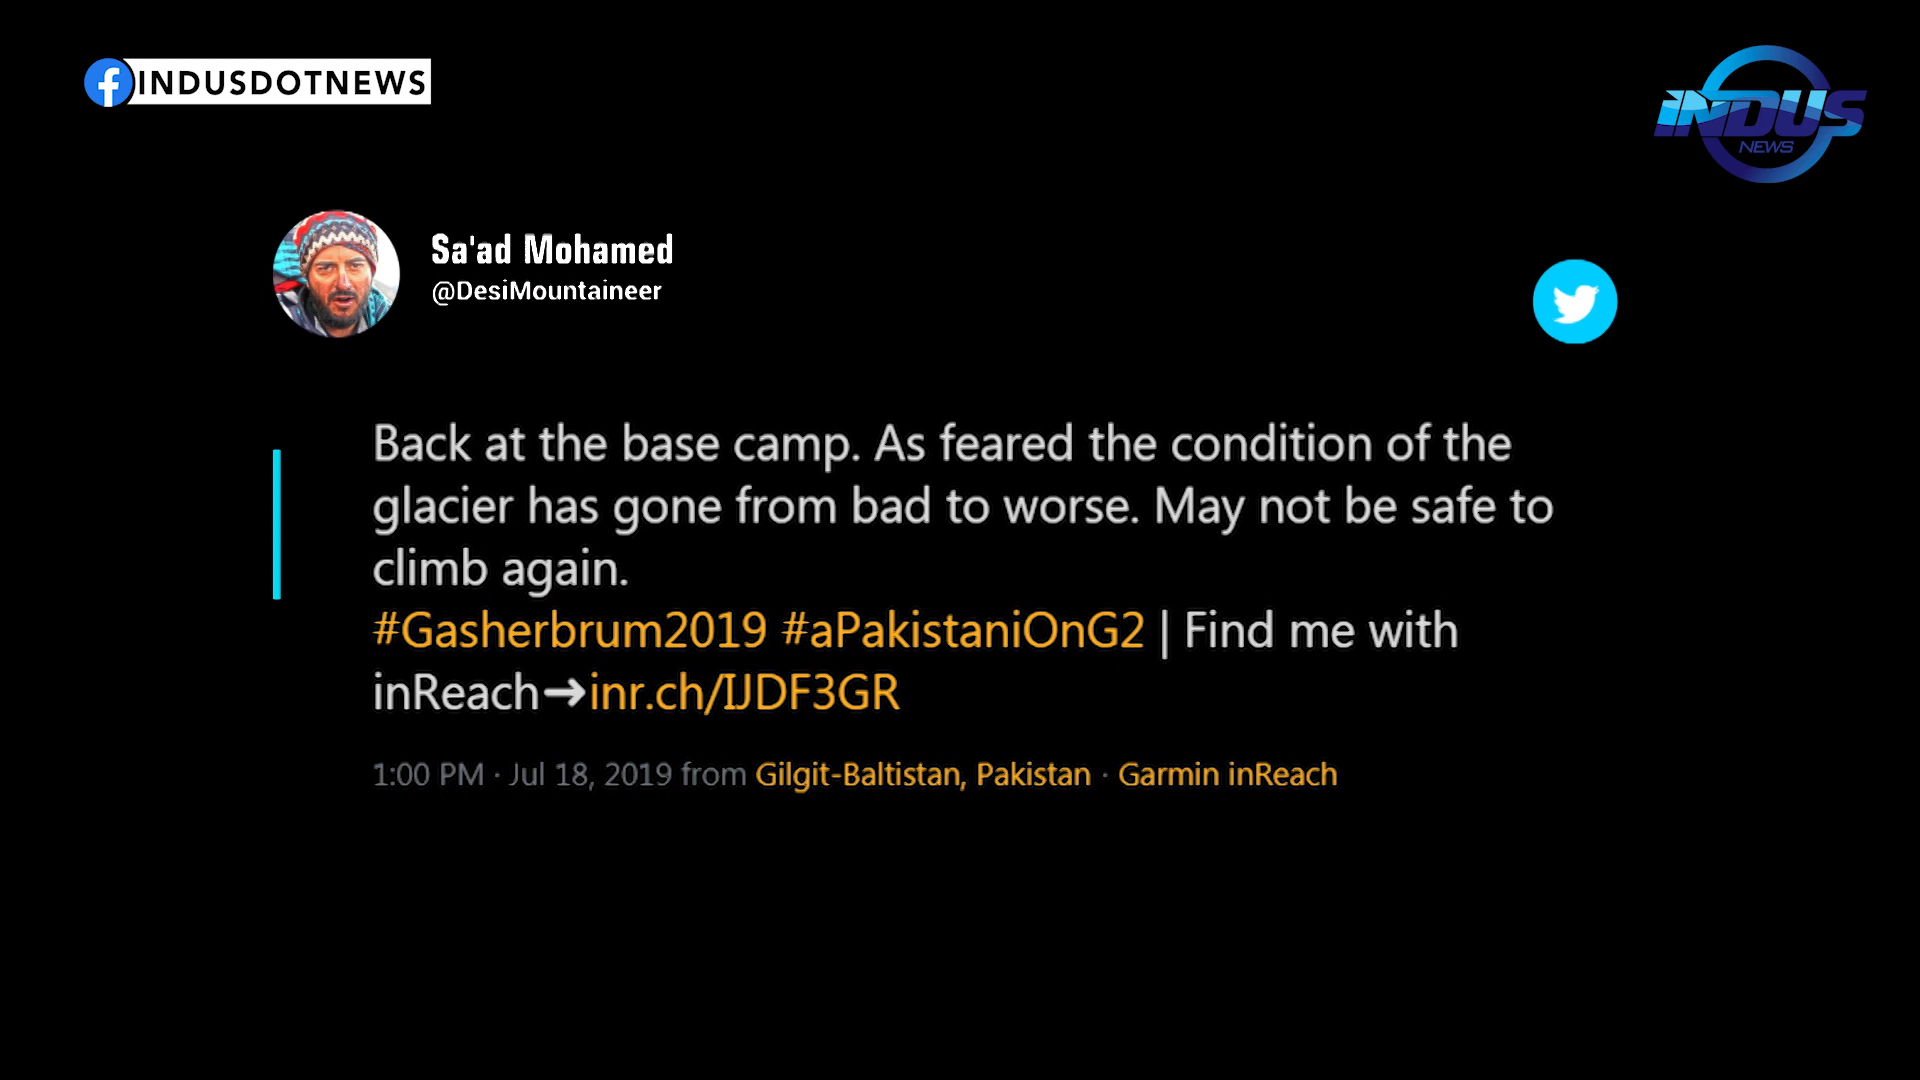 INDUSDOTNEWS
INDUS
NEWS
Sa'ad Mohamed
@DesiMountaineer
Back at the base camp. As feared the condition of the
glacier has gone from bad to worse. May not be safe to
climb again.
#Gasherbrum2019 #aPakistaniOnG2 | Find me with
inReach➜inr.ch/IJDF3GR
1:00 PM · Jul 18, 2019 from Gilgit-Baltistan, Pakistan · Garmin inReach